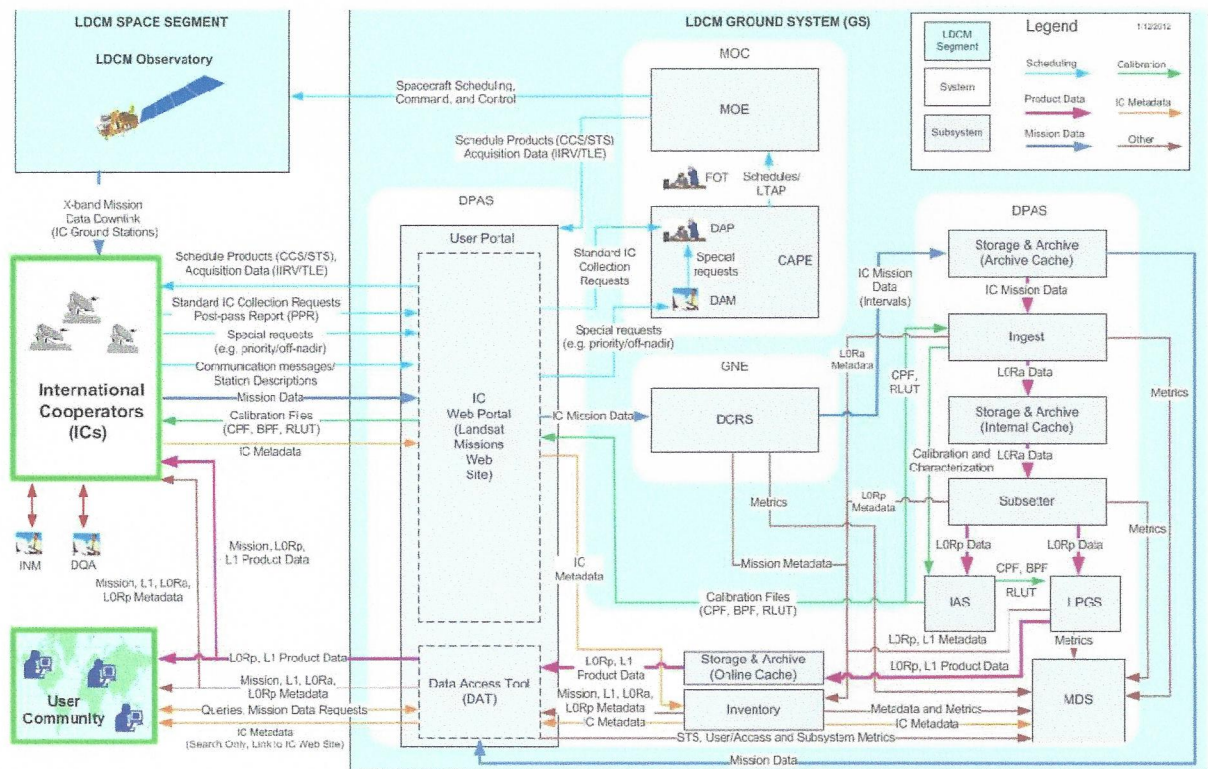 LDCM SPACE SEGMENT
LDCM Observatory
X-band Mission
Data Downlink
(IC Ground Stations)
LDCM GROUND SYSTEM (GS)
Legend
1/12/2012
LDCM
Segment
System
Subsystem
Scheduling
Product Data
Mission Data
Calibration
IC Metadata
Other
MOC
MOE
Spacecraft Scheduling,
Command, and Control
Schedule Products (CCS/STS)
Acquisition Data (IIRV/TLE)
FOT
Schedules/
LTAP
DAP
CAPE
Special
requests
DAM
Standard IC
Collection
Requests
Special requests
(e.g. priority/off-nadir)
DPAS
User Portal
IC
Web Portal
(Landsat
Missions
Web
Site)
Schedule Products (CCS/STS),
Acquisition Data (IIRV/TLE)
Standard IC Collection Requests
Post-pass Report (PPR)
Special requests
(e.g. priority/off-nadir)
Communication messages/
Station Descriptions
Mission Data
Calibration Files
(CPF, BPF, RLUT)
IC Metadata
International
Cooperators
(ICs)
INM
DQA
Mission, L0Rp,
L1 Product Data
Mission, L1, L0Ra,
L0Rp Metadata
GNE
DCRS
IC Mission Data
Metrics
Mission Metadata
IC
Metadata
Calibration Files
(CPF, BPF, RLUT)
IC Mission
Data
(Intervals)
L0Ra
Metadata
CPF,
RLUT
Calibration and
Characterization
L0Rp
Metadata
DPAS
Storage & Archive
(Archive Cache)
IC Mission Data
Ingest
L0Ra Data
Metrics
Storage & Archive
(Internal Cache)
L0Ra Data
Subsetter
Metrics
L0Rp Data
L0Rp Data
IAS
CPF, BPF
RLUT
LPGS
L0Rp, L1 Metadata
Metrics
L0Rp, L1 Product Data
MDS
User
Community
L0Rp, L1 Product Data
Mission, L1, L0Ra,
L0Rp Metadata
Queries, Mission Data Requests
IC Metadata
(Search Only, Link to IC Web Site)
Data Access Tool
(DAT)
L0Rp, L1
Product Data
Storage & Archive
(Online Cache)
Mission, L1, L0Ra,
L0Rp Metadata
IC Metadata
Inventory
Metadata and Metrics
IC Metadata
STS, User/Access and Subsystem Metrics
Mission Data